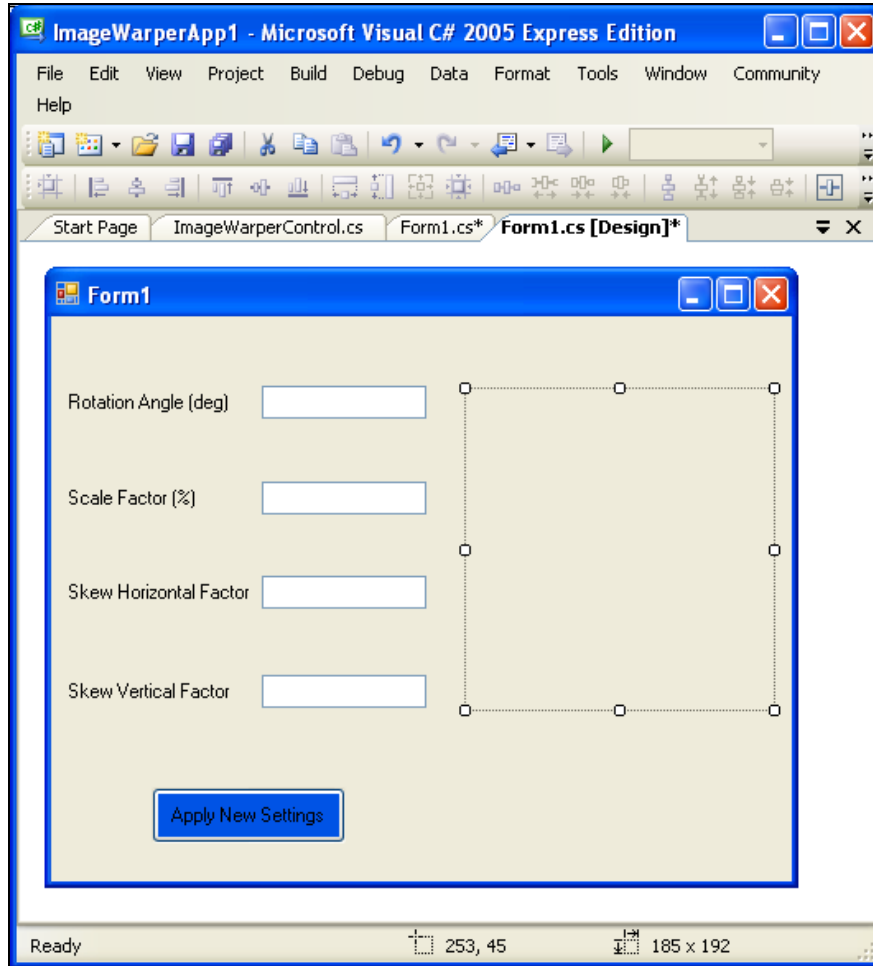 ImageWarperApp1 - Microsoft Visual C# 2005 Express Edition
File Edit View Project Build Debug Data Format Tools Window Community
Help
Start Page ImageWarperControl.cs Form1.cs* Form1.cs [Design]*
Form1
Rotation Angle (deg)
Scale Factor (%)
Skew Horizontal Factor
Skew Vertical Factor
Apply New Settings
Ready 253, 45 185 x 192